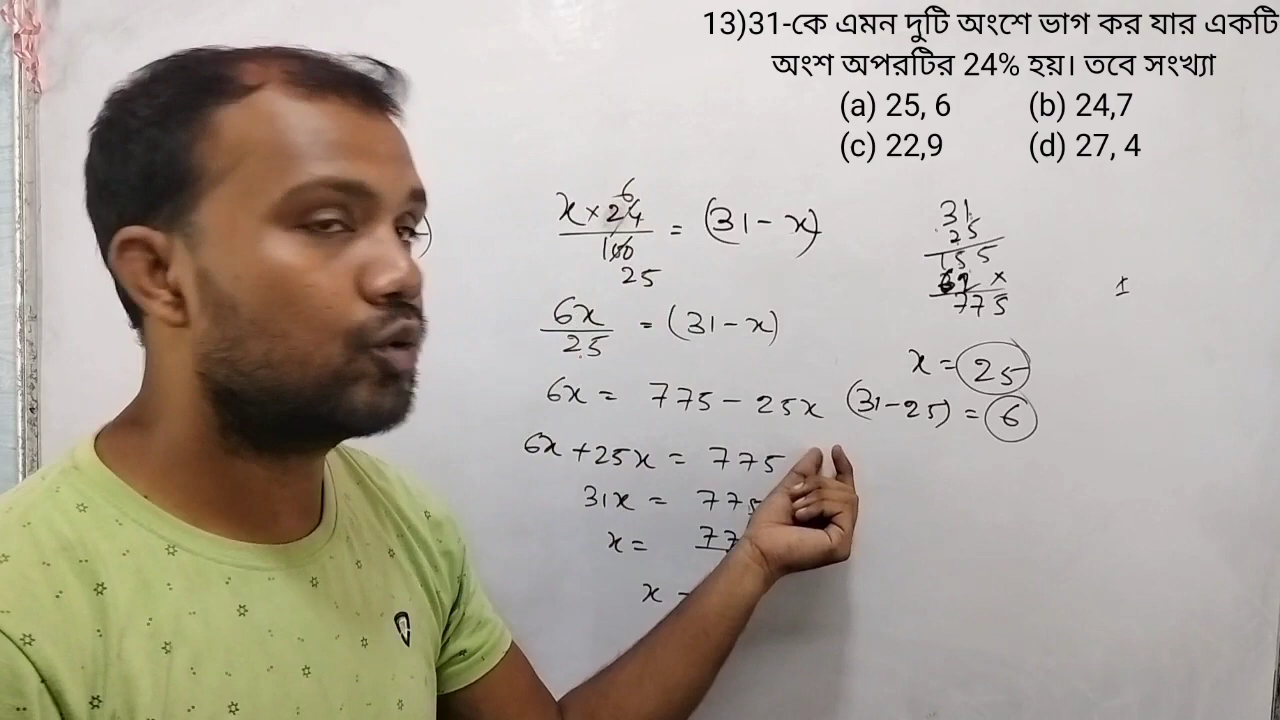 13)31-কে এমন দুটি অংশে ভাগ কর যার একটি
অংশ অপরটির 24% হয়। তবে সংখ্যা
(a) 25, 6 (b) 24,7
(c) 22,9 (d) 27, 4
6
x × 24 = (31 - x)
100
25
6x = (31 - x)
25
6x = 775 - 25x
6x + 25x = 775
31x = 775
x = 77
x =
31
25
155
62 x
775
±
x = 25
(31 - 25) = 6